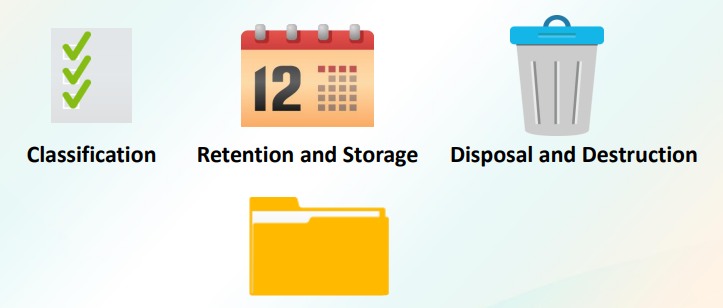 12
Classification
Retention and Storage
Disposal and Destruction